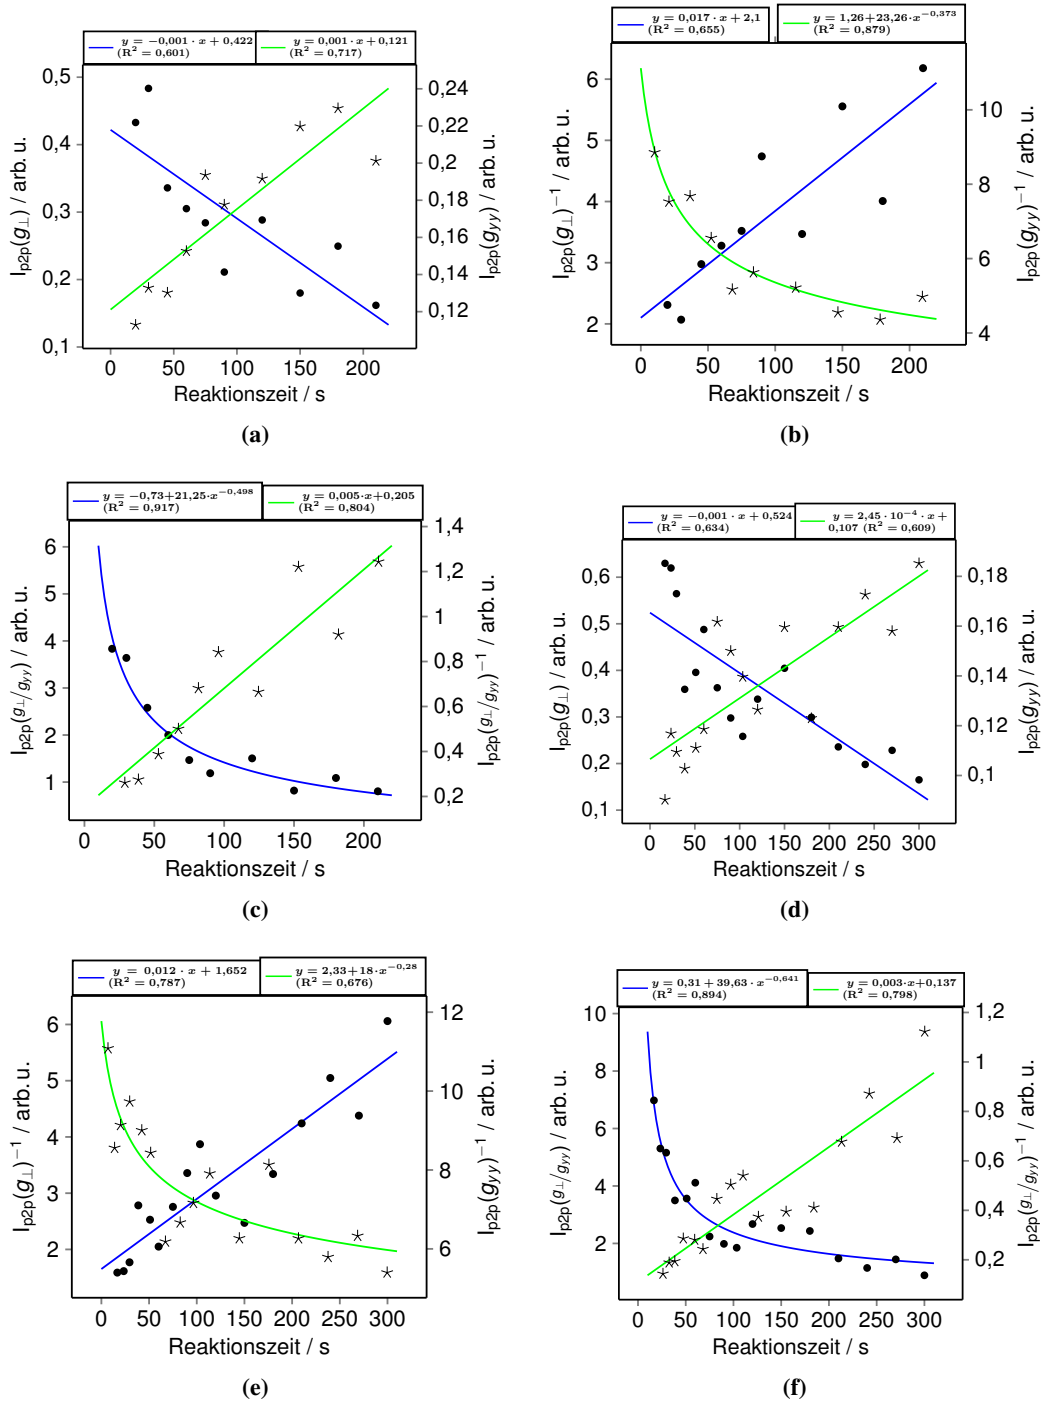 y = −0,001 · x + 0,422
(R² = 0,601)
0,001 · x + 0,121
(R² = 0,717)
0,5
0,4
0,3
0,2
0,1
I_p2p(g_⊥) / arb. u.
0,24
0,22
0,2
0,18
0,16
0,14
0,12
I_p2p(g_yy) / arb. u.
0 50 100 150 200
Reaktionszeit / s
(a)
y = 0,017 · x + 2,1
(R² = 0,655)
y = 1,26+23,26·x^−0,373
(R² = 0,879)
6
5
4
3
2
I_p2p(g_⊥)^−1 / arb. u.
10
8
6
4
I_p2p(g_yy)^−1 / arb. u.
0 50 100 150 200
Reaktionszeit / s
(b)
y = −0,73+21,25·x^−0,498
(R² = 0,917)
y = 0,005·x+0,205
(R² = 0,804)
6
5
4
3
2
1
I_p2p(g_⊥/g_yy) / arb. u.
1,4
1,2
1
0,8
0,6
0,4
0,2
I_p2p(g_⊥/g_yy)^−1 / arb. u.
0 50 100 150 200
Reaktionszeit / s
(c)
y = −0,001 · x + 0,524
(R² = 0,634)
y = 2,45 · 10^−4 · x +
0,107 (R² = 0,609)
0,6
0,5
0,4
0,3
0,2
0,1
I_p2p(g_⊥) / arb. u.
0,18
0,16
0,14
0,12
0,1
I_p2p(g_yy) / arb. u.
0 50 100 150 200 250 300
Reaktionszeit / s
(d)
y = 0,012 · x + 1,652
(R² = 0,787)
y = 2,33+18·x^−0,28
(R² = 0,676)
6
5
4
3
2
I_p2p(g_⊥)^−1 / arb. u.
12
10
8
6
I_p2p(g_yy)^−1 / arb. u.
0 50 100 150 200 250 300
Reaktionszeit / s
(e)
y = 0,31 + 39,63 · x^−0,641
(R² = 0,894)
y = 0,003·x+0,137
(R² = 0,798)
10
8
6
4
2
I_p2p(g_⊥/g_yy) / arb. u.
1,2
1
0,8
0,6
0,4
0,2
I_p2p(g_⊥/g_yy)^−1 / arb. u.
0 50 100 150 200 250 300
Reaktionszeit / s
(f)